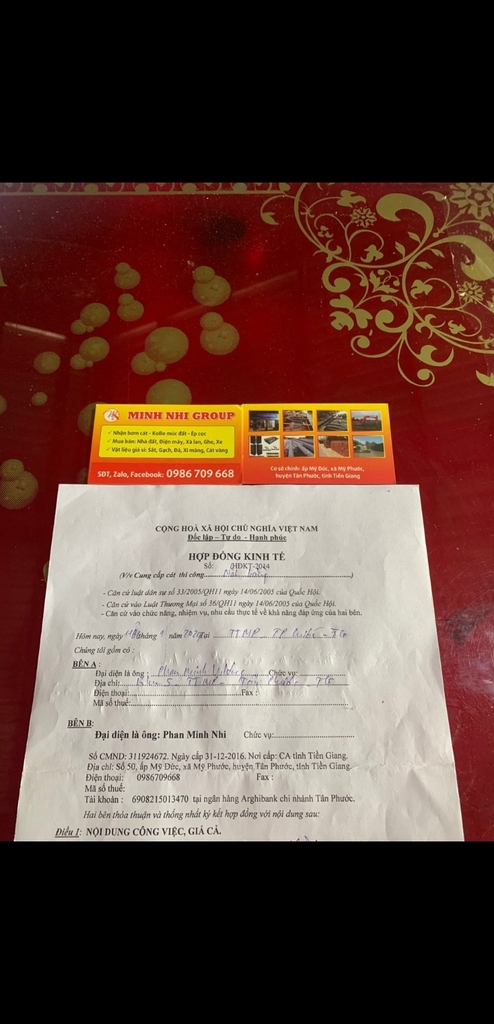 MINH NHI GROUP
✓ Nhận bơm cát - KoBe múc đất - Ép cọc
✓ Mua bán: Nhà đất, Điện máy, Xà lan, Ghe, Xe
✓ Vật liệu giá sỉ: Sắt, Gạch, Đá, Xi măng, Cát vàng
SĐT, Zalo, Facebook: 0986 709 668
Cơ sở chính: ấp Mỹ Đức, xã Mỹ Phước,
huyện Tân Phước, tỉnh Tiền Giang
CỘNG HOÀ XÃ HỘI CHỦ NGHĨA VIỆT NAM
Độc lập – Tự do - Hạnh phúc
HỢP ĐỒNG KINH TẾ
Số: /HĐKT-2014
(V/v Cung cấp cát thi công...........)
- Căn cứ luật dân sự số 33/2005/QH11 ngày 14/06/2005 của Quốc Hội.
- Căn cứ vào Luật Thương Mại số 36/QH11 ngày 14/06/2005 của Quốc Hội.
- Căn cứ vào chức năng, nhiệm vụ, nhu cầu thực tế về khả năng đáp ứng của hai bên.
Hôm nay, ngày tháng năm tại TTMP
Chúng tôi gồm có :
BÊN A :
Đại diện là ông : Phan Minh Chức vụ:
Địa chỉ: TTMP
Điện thoại: Fax :
Mã số thuế:
BÊN B:
Đại diện là ông: Phan Minh Nhi Chức vụ:
Số CMND: 311924672. Ngày cấp 31-12-2016. Nơi cấp: CA tỉnh Tiền Giang.
Địa chỉ: Số 50, ấp Mỹ Đức, xã Mỹ Phước, huyện Tân Phước, tỉnh Tiền Giang.
Điện thoại: 0986709668 Fax :
Mã số thuế:
Tài khoản : 6908215013470 tại ngân hàng Arghibank chi nhánh Tân Phước.
Hai bên thỏa thuận và thống nhất ký kết hợp đồng với nội dung sau:
Điều 1: NỘI DUNG CÔNG VIỆC, GIÁ CẢ.